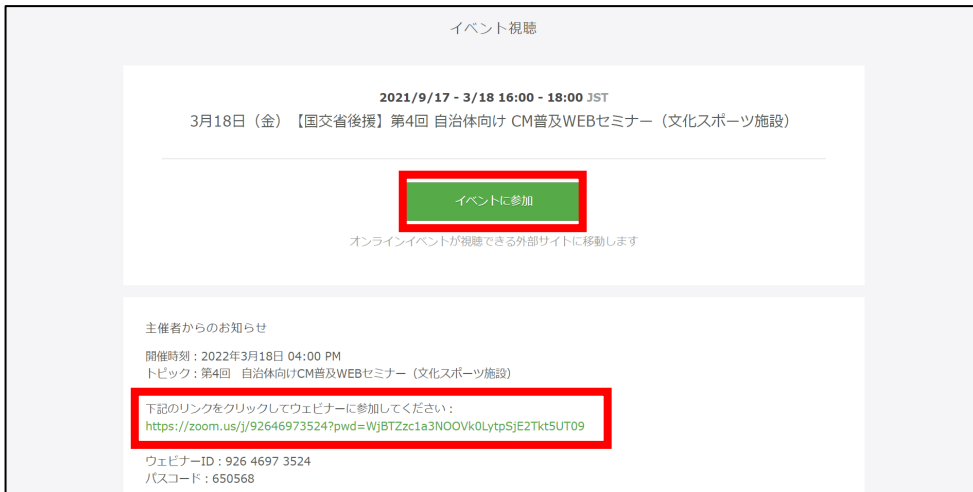 イベント視聴
2021/9/17 - 3/18 16:00 - 18:00 JST
3月18日（金）【国交省後援】第4回 自治体向け CM普及WEBセミナー（文化スポーツ施設）
イベントに参加
オンラインイベントが視聴できる外部サイトに移動します
主催者からのお知らせ
開催時刻：2022年3月18日 04:00 PM
トピック：第4回　自治体向けCM普及WEBセミナー（文化スポーツ施設）
下記のリンクをクリックしてウェビナーに参加してください：
https://zoom.us/j/92646973524?pwd=WjBTZzc1a3NOOVk0LytpSjE2Tkt5UT09
ウェビナーID：926 4697 3524
パスコード：650568